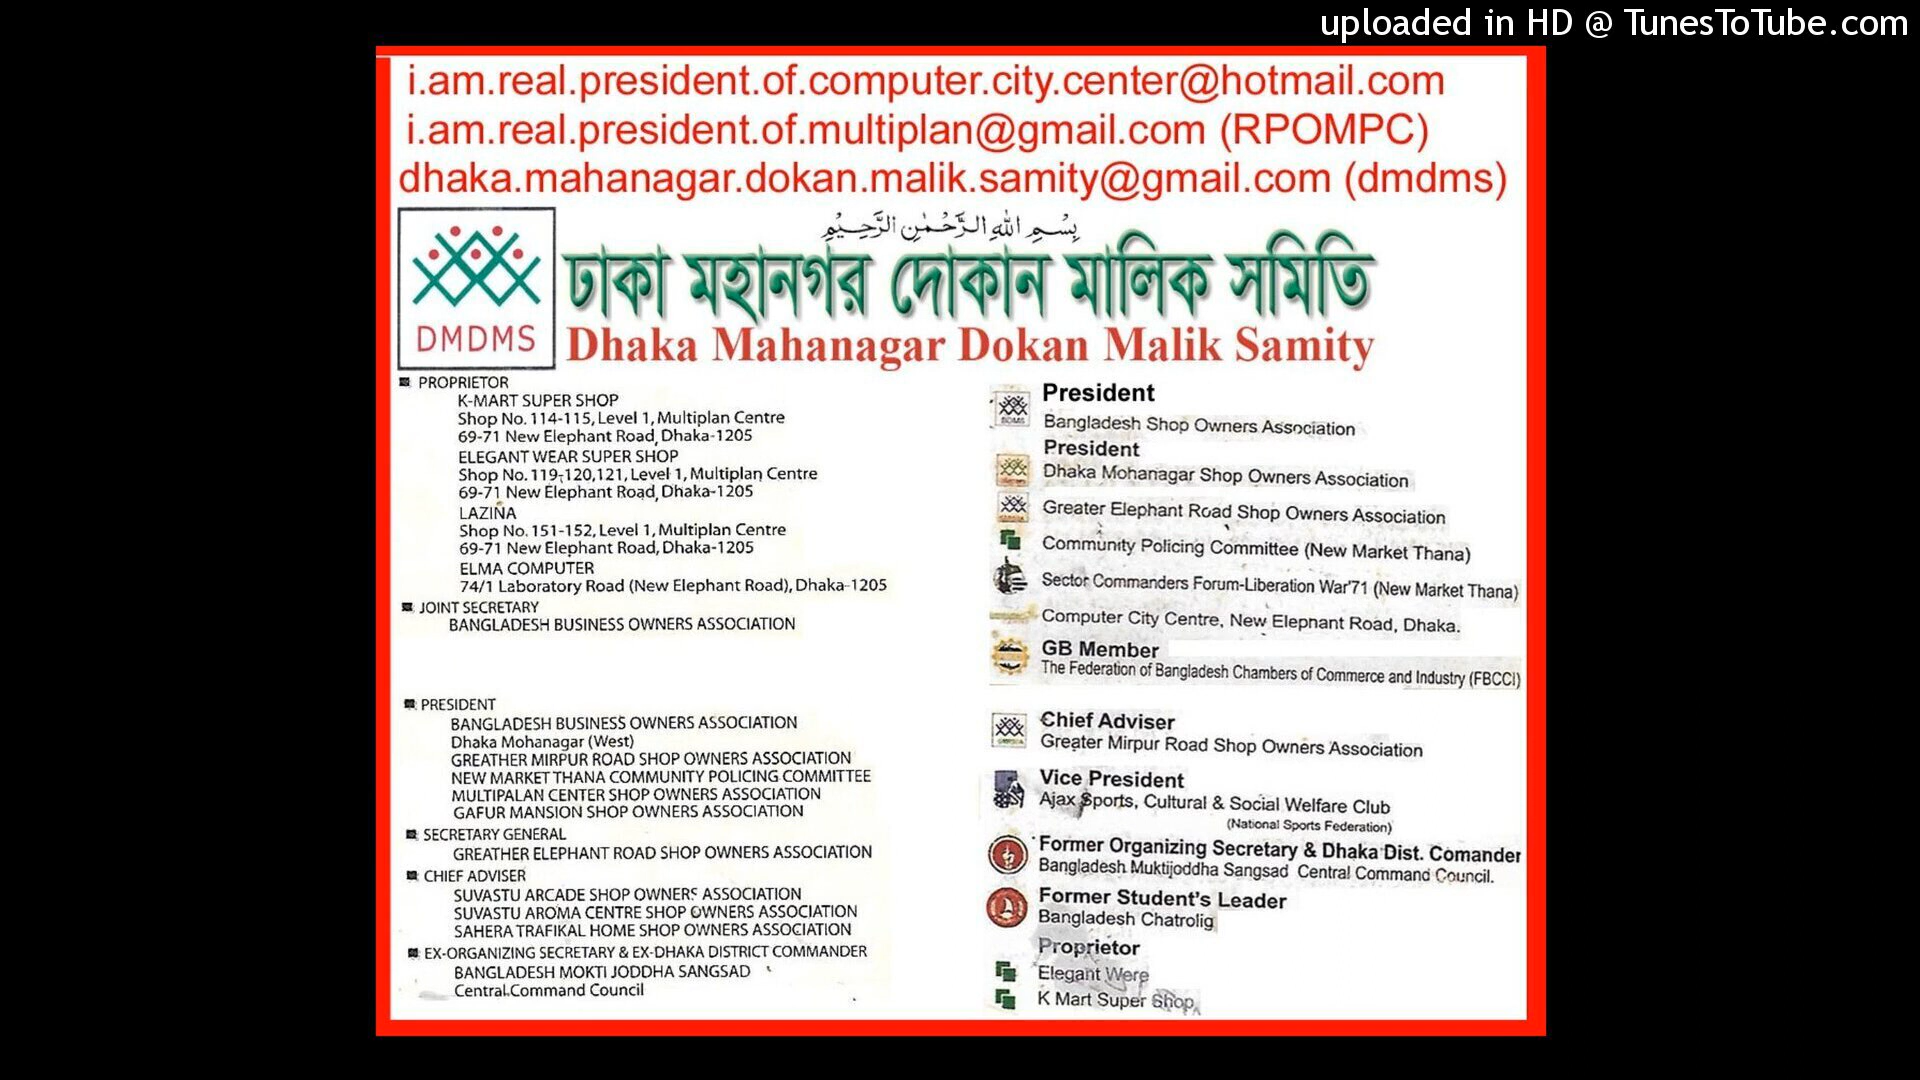 uploaded in HD @ TunesToTube.com
i.am.real.president.of.computer.city.center@hotmail.com
i.am.real.president.of.multiplan@gmail.com (RPOMPC)
dhaka.mahanagar.dokan.malik.samity@gmail.com (dmdms)
بِسْمِ اللهِ الرَّحْمٰنِ الرَّحِيْمِ
ঢাকা মহানগর দোকান মালিক সমিতি
DMDMS
Dhaka Mahanagar Dokan Malik Samity
PROPRIETOR
K-MART SUPER SHOP
Shop No. 114-115, Level 1, Multiplan Centre
69-71 New Elephant Road, Dhaka-1205
ELEGANT WEAR SUPER SHOP
Shop No. 119-120,121, Level 1, Multiplan Centre
69-71 New Elephant Road, Dhaka-1205
LAZINA
Shop No. 151-152, Level 1, Multiplan Centre
69-71 New Elephant Road, Dhaka-1205
ELMA COMPUTER
74/1 Laboratory Road (New Elephant Road), Dhaka-1205
JOINT SECRETARY
BANGLADESH BUSINESS OWNERS ASSOCIATION
PRESIDENT
BANGLADESH BUSINESS OWNERS ASSOCIATION
Dhaka Mohanagar (West)
GREATHER MIRPUR ROAD SHOP OWNERS ASSOCIATION
NEW MARKET THANA COMMUNITY POLICING COMMITTEE
MULTIPALAN CENTER SHOP OWNERS ASSOCIATION
GAFUR MANSION SHOP OWNERS ASSOCIATION
SECRETARY GENERAL
GREATHER ELEPHANT ROAD SHOP OWNERS ASSOCIATION
CHIEF ADVISER
SUVASTU ARCADE SHOP OWNERS ASSOCIATION
SUVASTU AROMA CENTRE SHOP OWNERS ASSOCIATION
SAHERA TRAFIKAL HOME SHOP OWNERS ASSOCIATION
EX-ORGANIZING SECRETARY & EX-DHAKA DISTRICT COMMANDER
BANGLADESH MOKTI JODDHA SANGSAD
Central.Command Council
President
Bangladesh Shop Owners Association
President
Dhaka Mohanagar Shop Owners Association
Greater Elephant Road Shop Owners Association
Community Policing Committee (New Market Thana)
Sector Commanders Forum-Liberation War'71 (New Market Thana)
Computer City Centre, New Elephant Road, Dhaka.
GB Member
The Federation of Bangladesh Chambers of Commerce and Industry (FBCCI)
Chief Adviser
Greater Mirpur Road Shop Owners Association
Vice President
Ajax Sports, Cultural & Social Welfare Club
(National Sports Federation)
Former Organizing Secretary & Dhaka Dist. Comander
Bangladesh Muktijoddha Sangsad Central Command Council.
Former Student's Leader
Bangladesh Chatrolig
Proprietor
Elegant Were
K Mart Super Shop